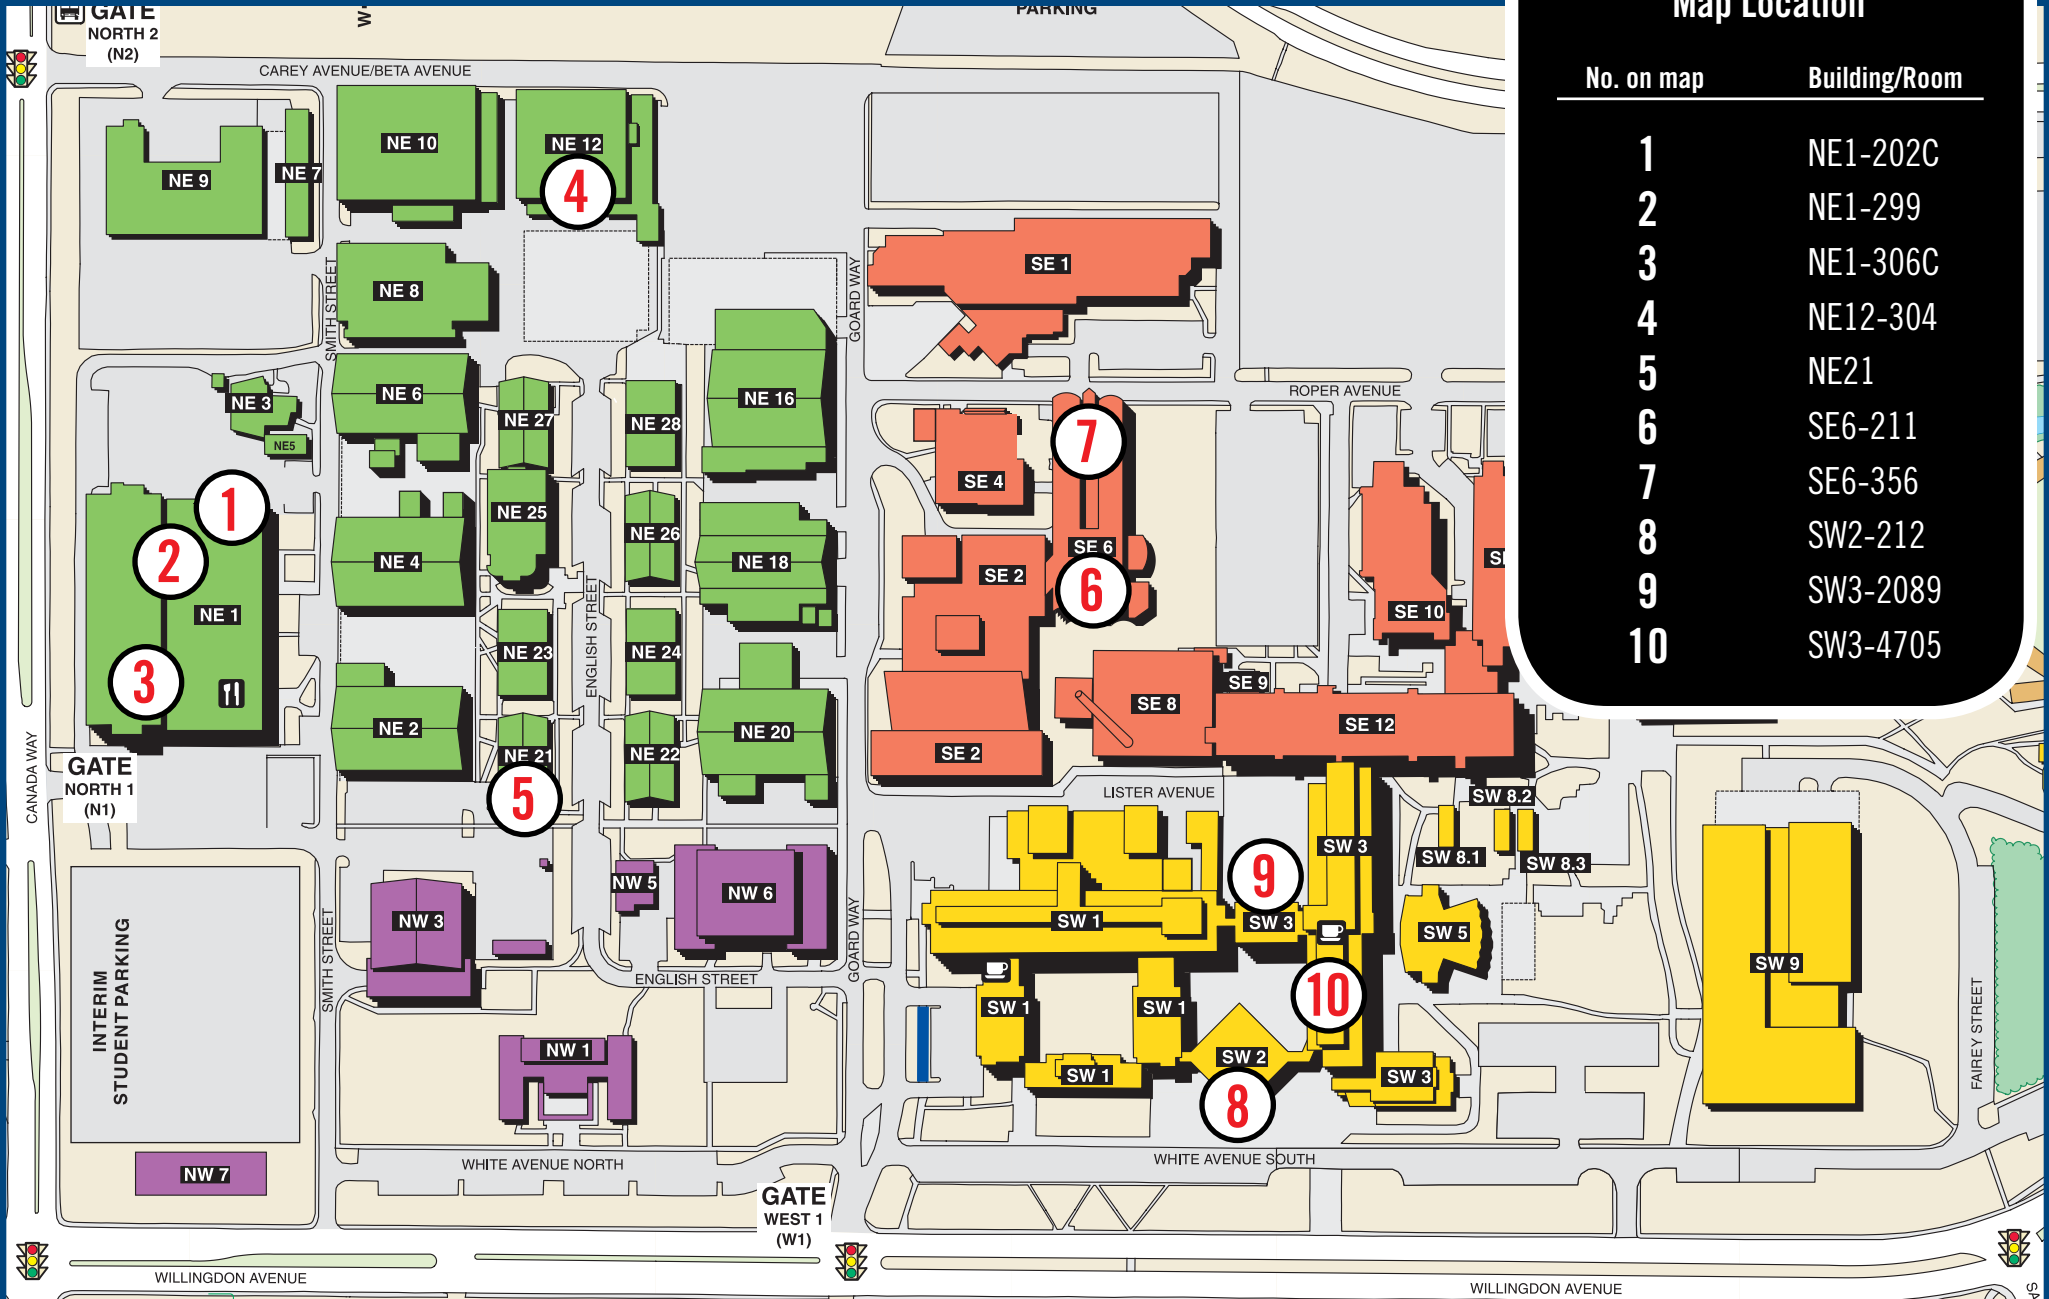 GATE
NORTH 2
(N2)
PARKING
CAREY AVENUE/BETA AVENUE
Map Location
No. on map Building/Room
1 NE1-202C
2 NE1-299
3 NE1-306C
4 NE12-304
5 NE21
6 SE6-211
7 SE6-356
8 SW2-212
9 SW3-2089
10 SW3-4705
NE 9
NE 7
NE 10
NE 12
4
NE 8
SMITH STREET
GOARD WAY
SE 1
ROPER AVENUE
NE 3
NE5
NE 6
NE 27
NE 28
NE 16
7
SE 4
1
2
NE 1
3
NE 4
NE 25
NE 26
NE 18
SE 2
SE 6
6
SE 10
ENGLISH STREET
NE 23
NE 24
NE 2
NE 21
5
NE 22
NE 20
SE 2
SE 8
SE 9
SE 12
CANADA WAY
GATE
NORTH 1
(N1)
LISTER AVENUE
SW 8.2
SW 8.1
SW 8.3
SW 3
9
SW 1
SW 3
SW 5
SW 9
INTERIM
STUDENT PARKING
SMITH STREET
NW 3
NW 5
NW 6
GOARD WAY
ENGLISH STREET
SW 1
SW 1
10
SW 2
8
SW 1
SW 3
FAIREY STREET
NW 1
NW 7
WHITE AVENUE NORTH
WHITE AVENUE SOUTH
GATE
WEST 1
(W1)
WILLINGDON AVENUE
WILLINGDON AVENUE